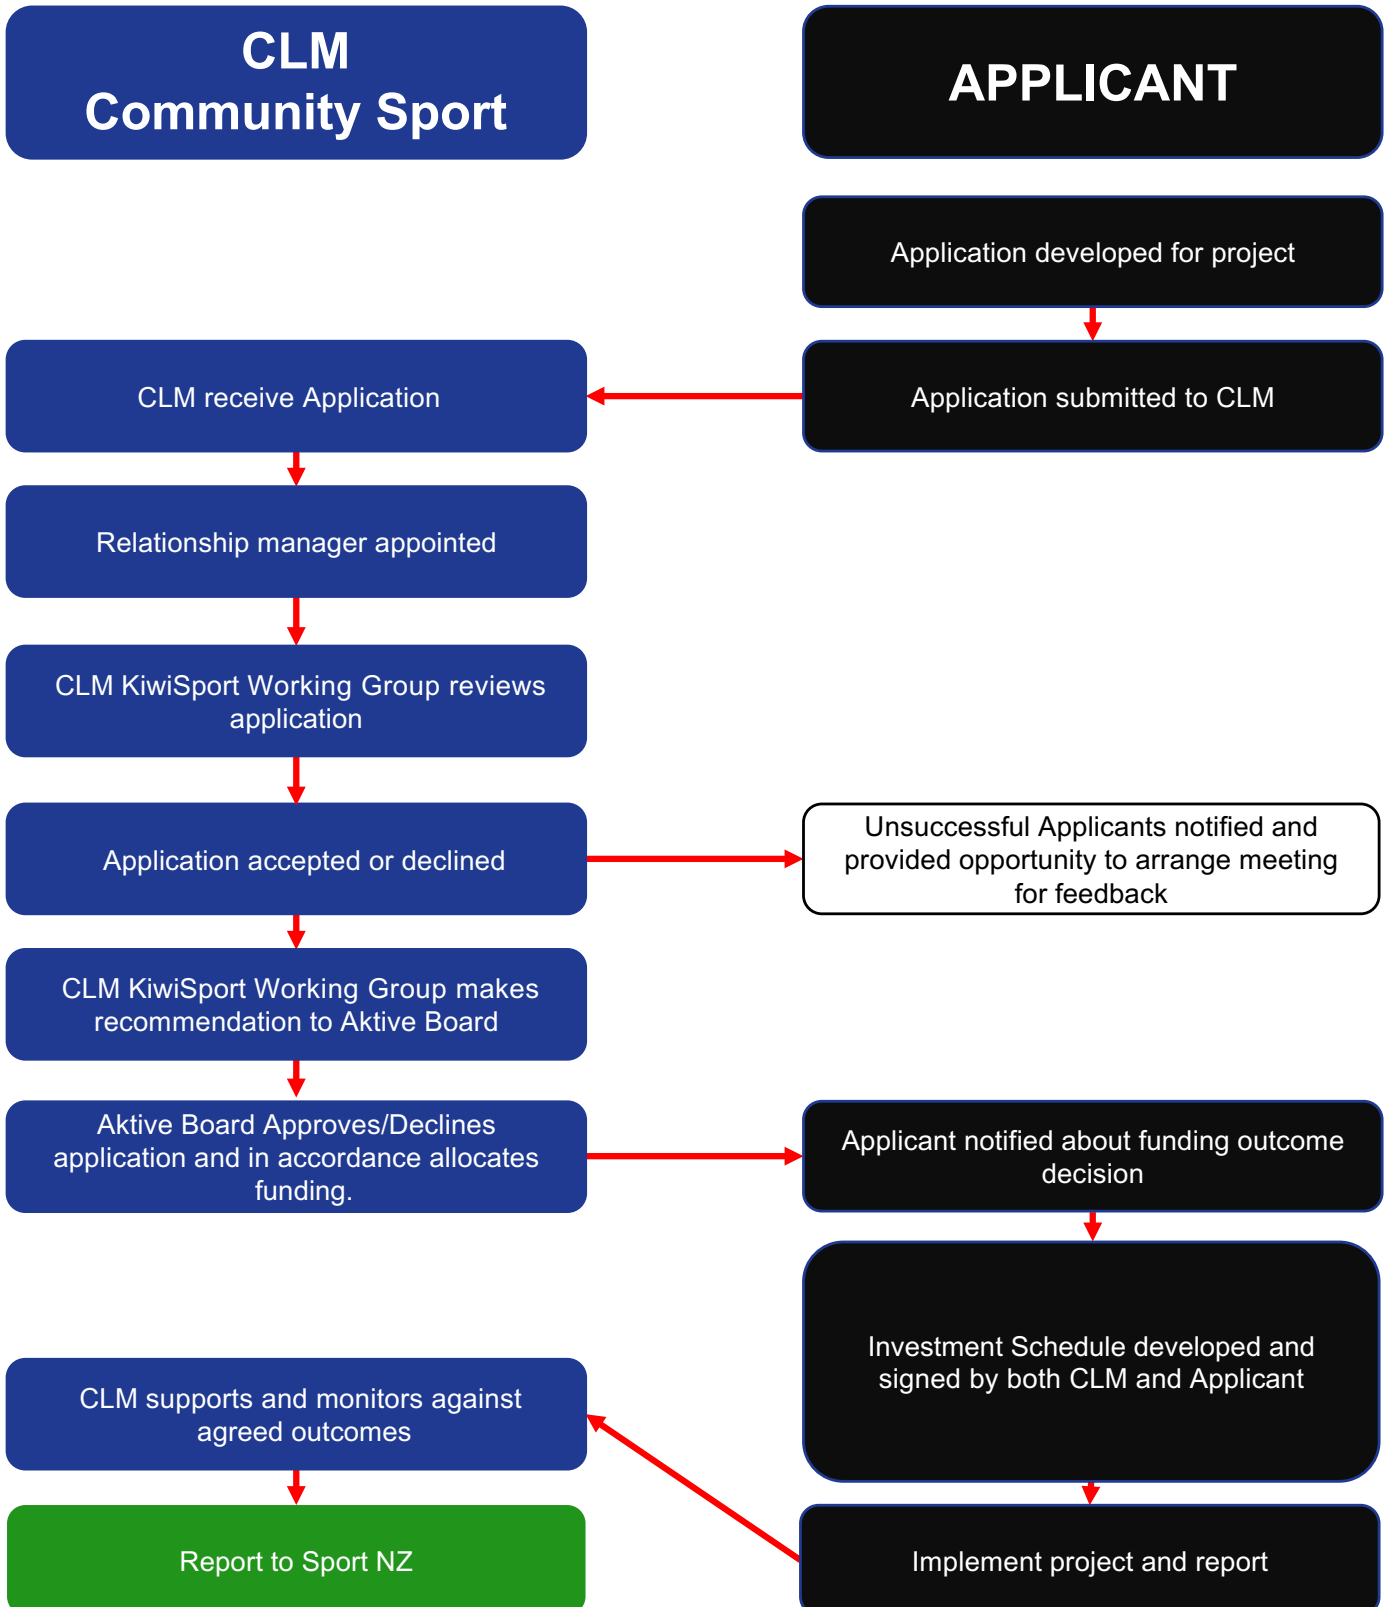 CLM
Community Sport
APPLICANT
Application developed for project
CLM receive Application
Application submitted to CLM
Relationship manager appointed
CLM KiwiSport Working Group reviews
application
Application accepted or declined
Unsuccessful Applicants notified and
provided opportunity to arrange meeting
for feedback
CLM KiwiSport Working Group makes
recommendation to Aktive Board
Aktive Board Approves/Declines
application and in accordance allocates
funding.
Applicant notified about funding outcome
decision
Investment Schedule developed and
signed by both CLM and Applicant
CLM supports and monitors against
agreed outcomes
Report to Sport NZ
Implement project and report